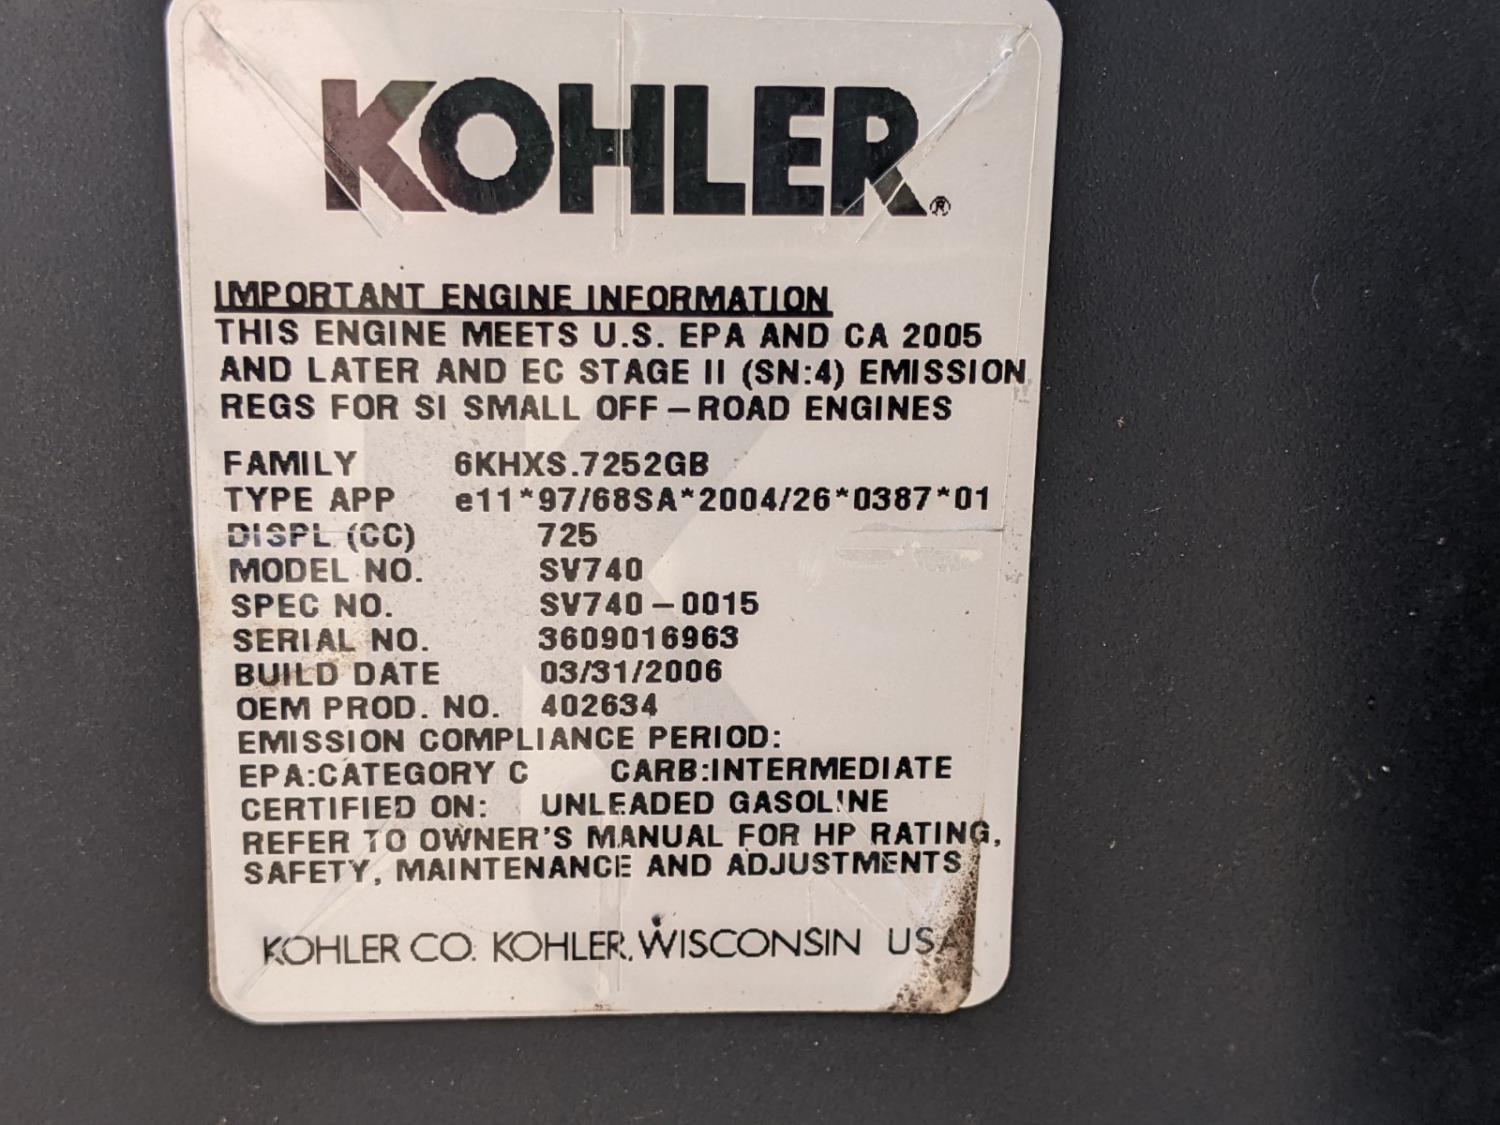 KOHLER®
IMPORTANT ENGINE INFORMATION
THIS ENGINE MEETS U.S. EPA AND CA 2005
AND LATER AND EC STAGE II (SN:4) EMISSION
REGS FOR SI SMALL OFF-ROAD ENGINES
FAMILY 6KHXS.7252GB
TYPE APP e11*97/68SA*2004/26*0387*01
DISPL (CC) 725
MODEL NO. SV740
SPEC NO. SV740-0015
SERIAL NO. 3609016963
BUILD DATE 03/31/2006
OEM PROD. NO. 402634
EMISSION COMPLIANCE PERIOD:
EPA:CATEGORY C CARB:INTERMEDIATE
CERTIFIED ON: UNLEADED GASOLINE
REFER TO OWNER'S MANUAL FOR HP RATING,
SAFETY, MAINTENANCE AND ADJUSTMENTS
KOHLER CO. KOHLER, WISCONSIN USA